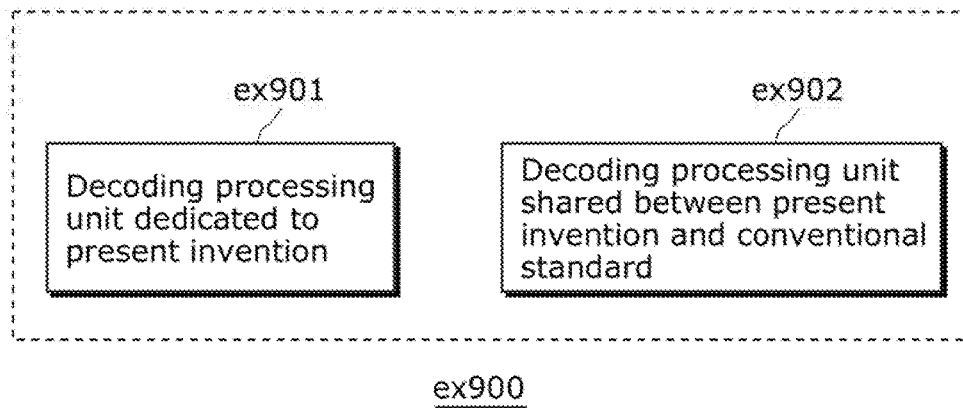 ex901
ex902
Decoding processing
unit dedicated to
present invention
Decoding processing unit
shared between present
invention and conventional
standard
ex900